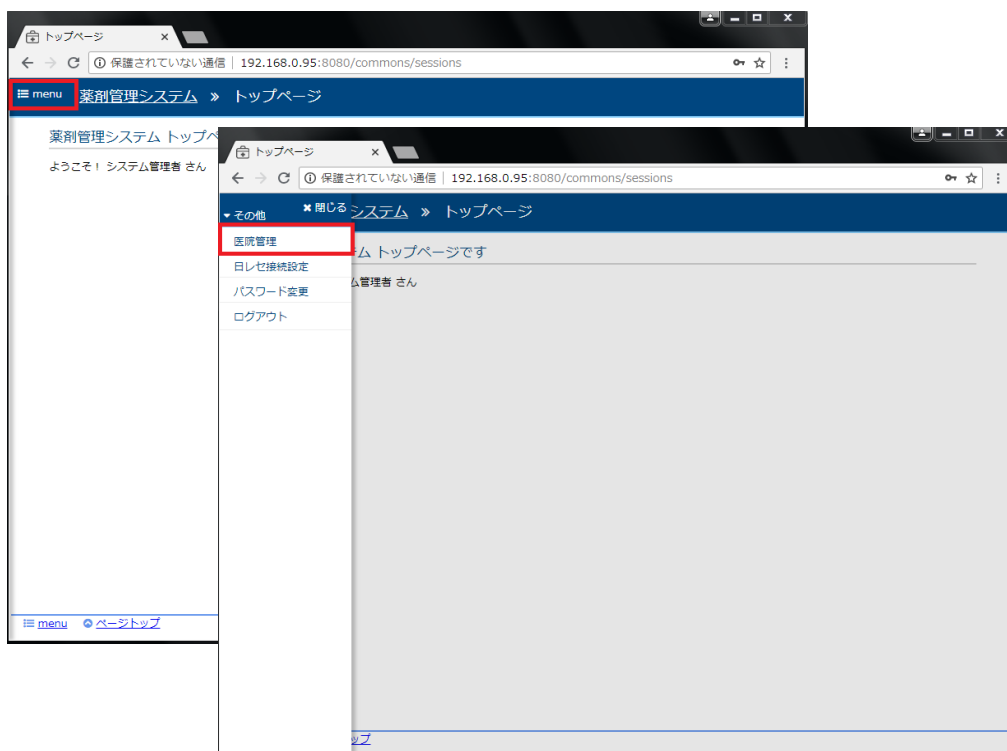 トップページ ×
保護されていない通信 | 192.168.0.95:8080/commons/sessions
menu 薬剤管理システム » トップページ
薬剤管理システム トップペ
ようこそ! システム管理者 さん
menu ページトップ
トップページ ×
保護されていない通信 | 192.168.0.95:8080/commons/sessions
その他 ✖閉じる システム » トップページ
医院管理
ム トップページです
日レセ接続設定
ム管理者 さん
パスワード変更
ログアウト
ップ